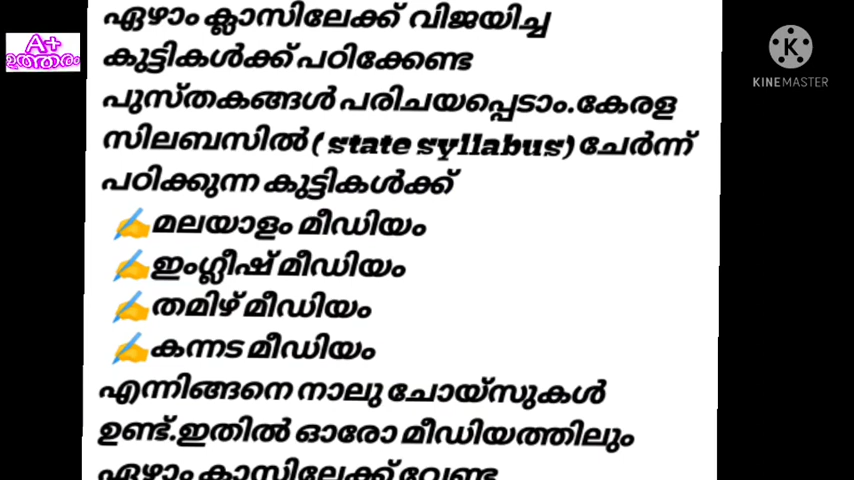 A+
ഉത്തരം
K
KINEMASTER
ഏഴാം ക്ലാസിലേക്ക് വിജയിച്ച
കുട്ടികൾക്ക് പഠിക്കേണ്ട
പുസ്തകങ്ങൾ പരിചയപ്പെടാം.കേരള
സിലബസിൽ ( state syllabus) ചേർന്ന്
പഠിക്കുന്ന കുട്ടികൾക്ക്
✍️മലയാളം മീഡിയം
✍️ഇംഗ്ലീഷ് മീഡിയം
✍️തമിഴ് മീഡിയം
✍️കന്നട മീഡിയം
എന്നിങ്ങനെ നാലു ചോയ്സുകൾ
ഉണ്ട്.ഇതിൽ ഓരോ മീഡിയത്തിലും
ഏഴാം ക്ലാസിലേക്ക് വേണ്ട